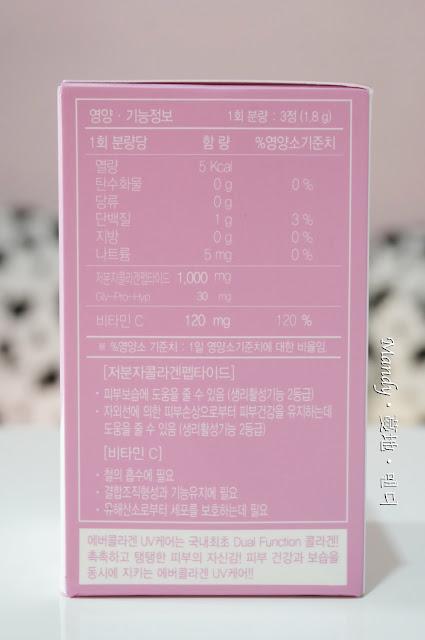 영양 · 기능정보 1회 분량 : 3정 (1.8 g)
1회 분량당 함 량 %영양소기준치
열량 5 Kcal
탄수화물 0 g 0 %
당류 0 g
단백질 1 g 3 %
지방 0 g 0 %
나트륨 5 mg 0 %
저분자콜라겐펩타이드 1,000 mg
Gly-Pro-Hyp 30 mg
비타민 C 120 mg 120 %
※ %영양소 기준치 : 1일 영양소기준치에 대한 비율임.
[저분자콜라겐펩타이드]
· 피부보습에 도움을 줄 수 있음 (생리활성기능 2등급)
· 자외선에 의한 피부손상으로부터 피부건강을 유지하는데
도움을 줄 수 있음 (생리활성기능 2등급)
[비타민 C]
· 철의 흡수에 필요
· 결합조직형성과 기능유지에 필요
· 유해산소로부터 세포를 보호하는데 필요
에버콜라겐 UV케어는 국내최초 Dual Function 콜라겐!
촉촉하고 탱탱한 피부의 자신감! 피부 건강과 보습을
동시에 지키는 에버콜라겐 UV케어!!
Mandy · · 맨디